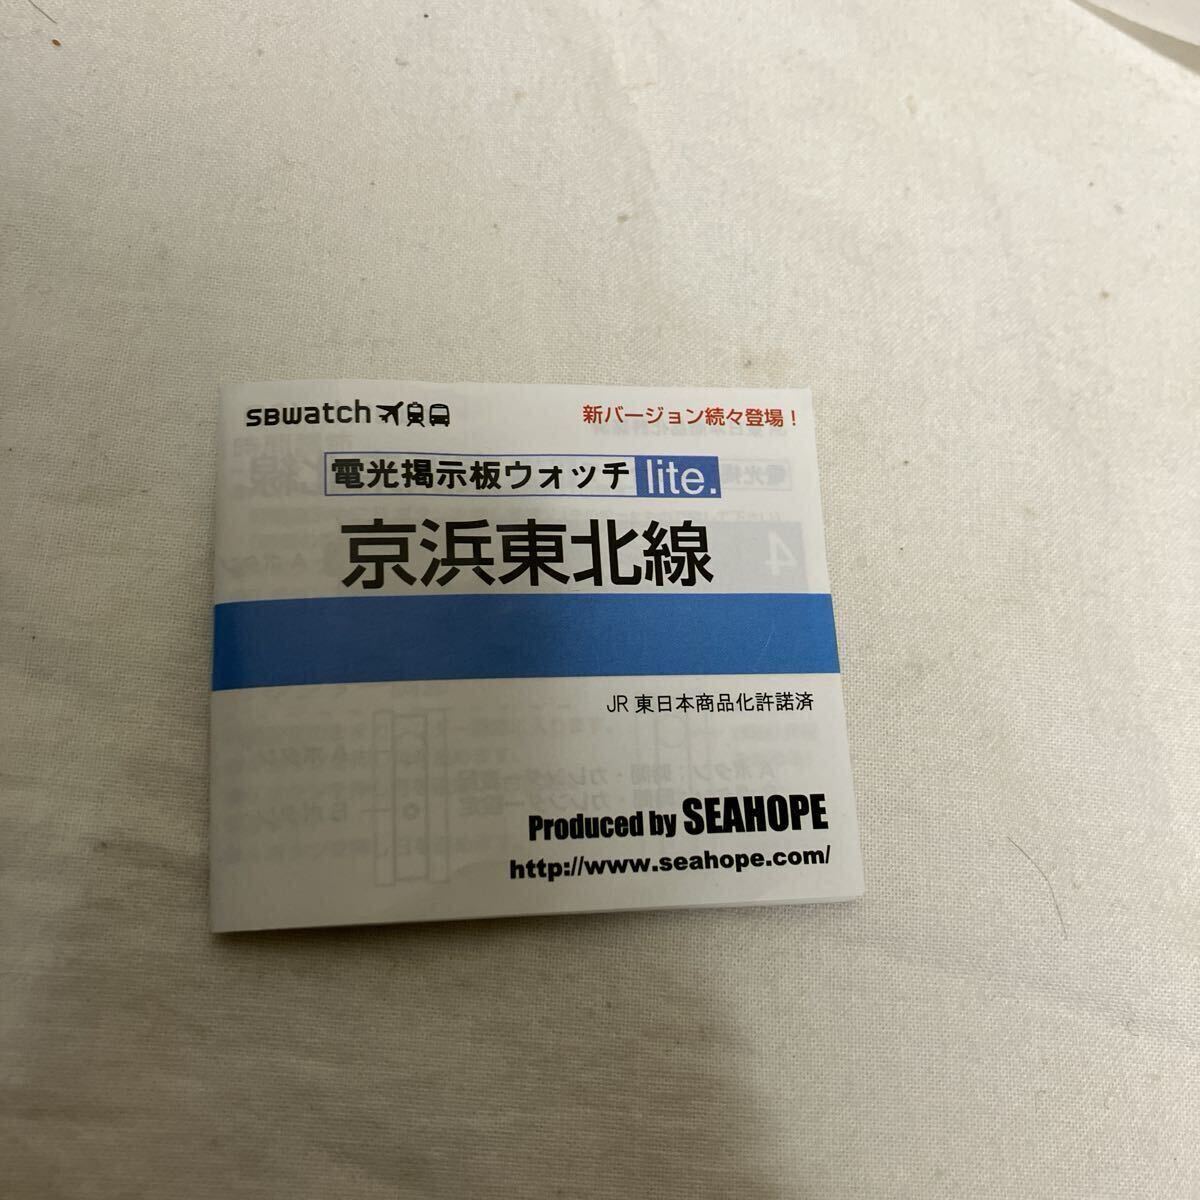 SBWatch
新バージョン続々登場!
電光掲示板ウォッチ lite.
京浜東北線
JR 東日本商品化許諾済
Produced by SEAHOPE
http://www.seahope.com/